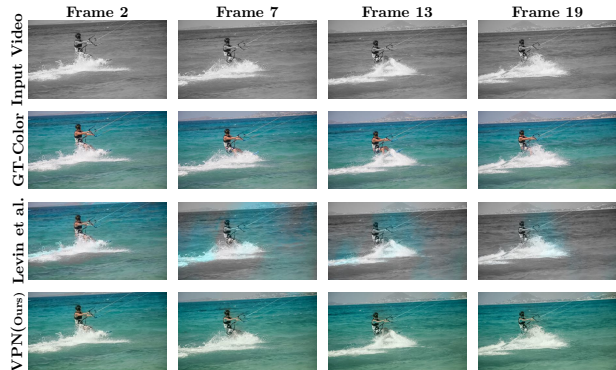 Frame 2 Frame 7 Frame 13 Frame 19
Input Video
GT-Color
Levin et al.
VPN(Ours)